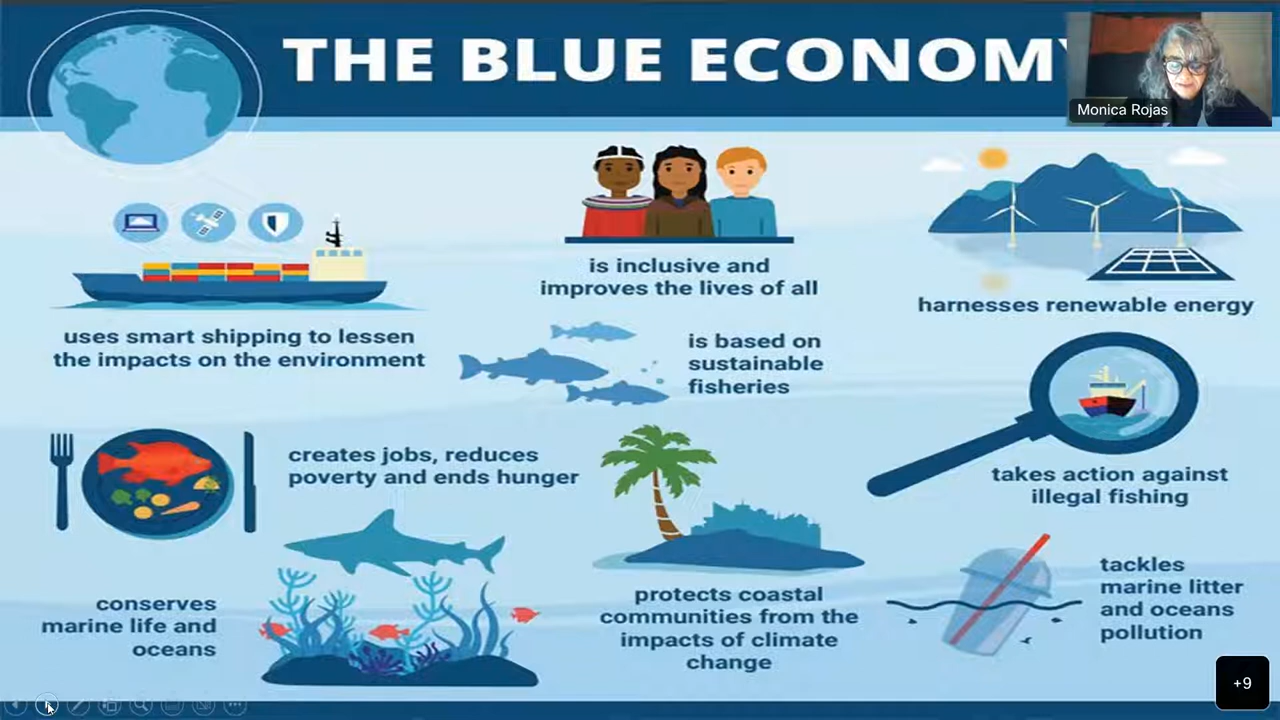 THE BLUE ECONOMY
Monica Rojas
is inclusive and
improves the lives of all
harnesses renewable energy
uses smart shipping to lessen
the impacts on the environment
is based on
sustainable
fisheries
creates jobs, reduces
poverty and ends hunger
takes action against
illegal fishing
conserves
marine life and
oceans
protects coastal
communities from the
impacts of climate
change
tackles
marine litter
and oceans
pollution
+9